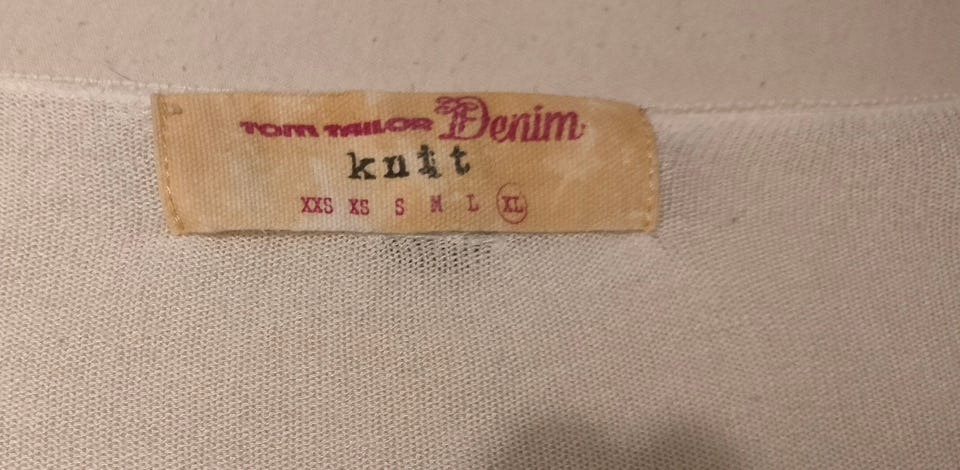 TOM TAILOR Denim
knit
XXS XS S M L XL